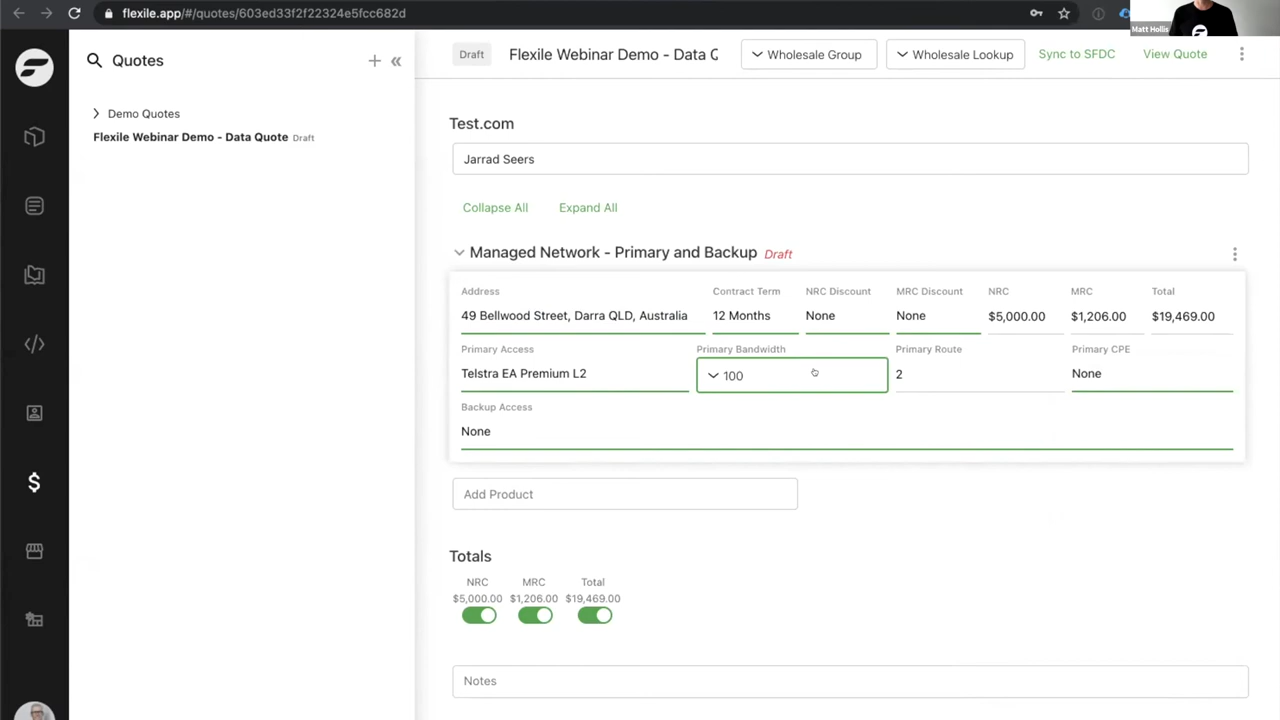 flexile.app/#/quotes/603ed33f2f22324e5fcc682d
Matt Hollis
Quotes
Demo Quotes
Flexile Webinar Demo - Data Quote Draft
Draft Flexile Webinar Demo - Data Q Wholesale Group Wholesale Lookup Sync to SFDC View Quote
Test.com
Jarrad Seers
Collapse All Expand All
Managed Network - Primary and Backup Draft
Address Contract Term NRC Discount MRC Discount NRC MRC Total
49 Bellwood Street, Darra QLD, Australia 12 Months None None $5,000.00 $1,206.00 $19,469.00
Primary Access Primary Bandwidth Primary Route Primary CPE
Telstra EA Premium L2 100 2 None
Backup Access
None
Add Product
Totals
NRC MRC Total
$5,000.00 $1,206.00 $19,469.00
Notes